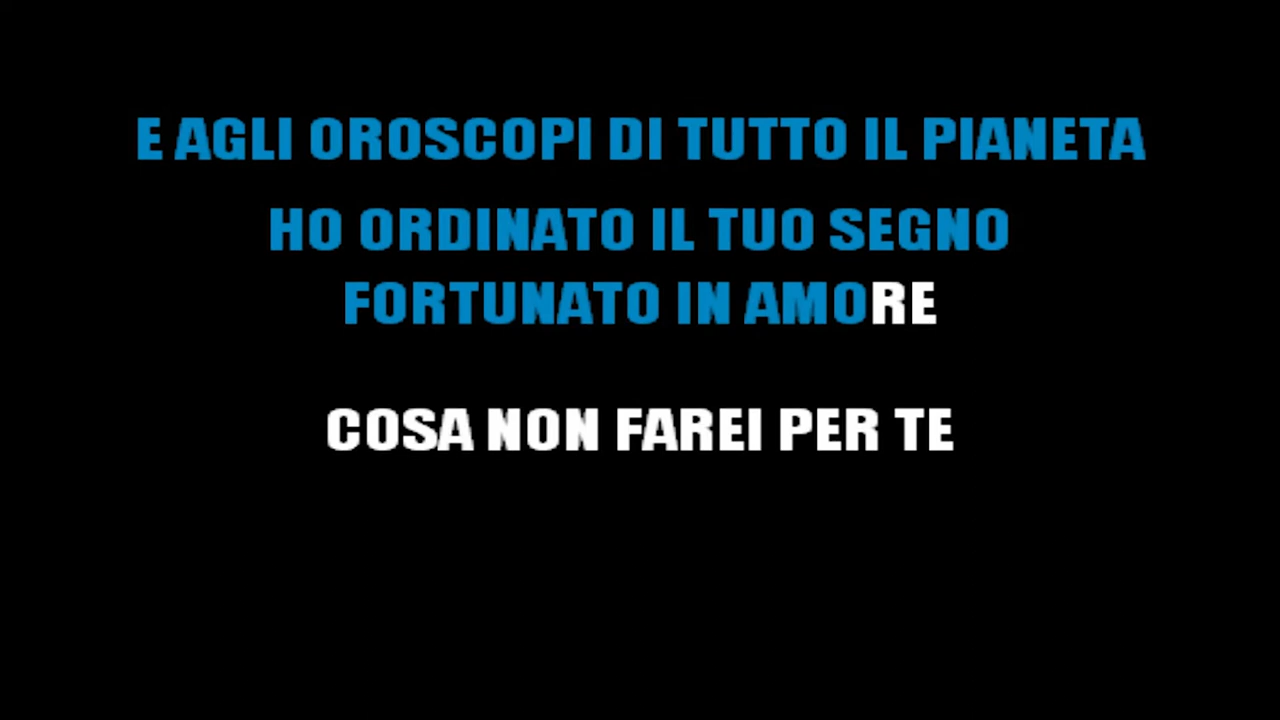 E AGLI OROSCOPI DI TUTTO IL PIANETA
HO ORDINATO IL TUO SEGNO
FORTUNATO IN AMORE
COSA NON FAREI PER TE